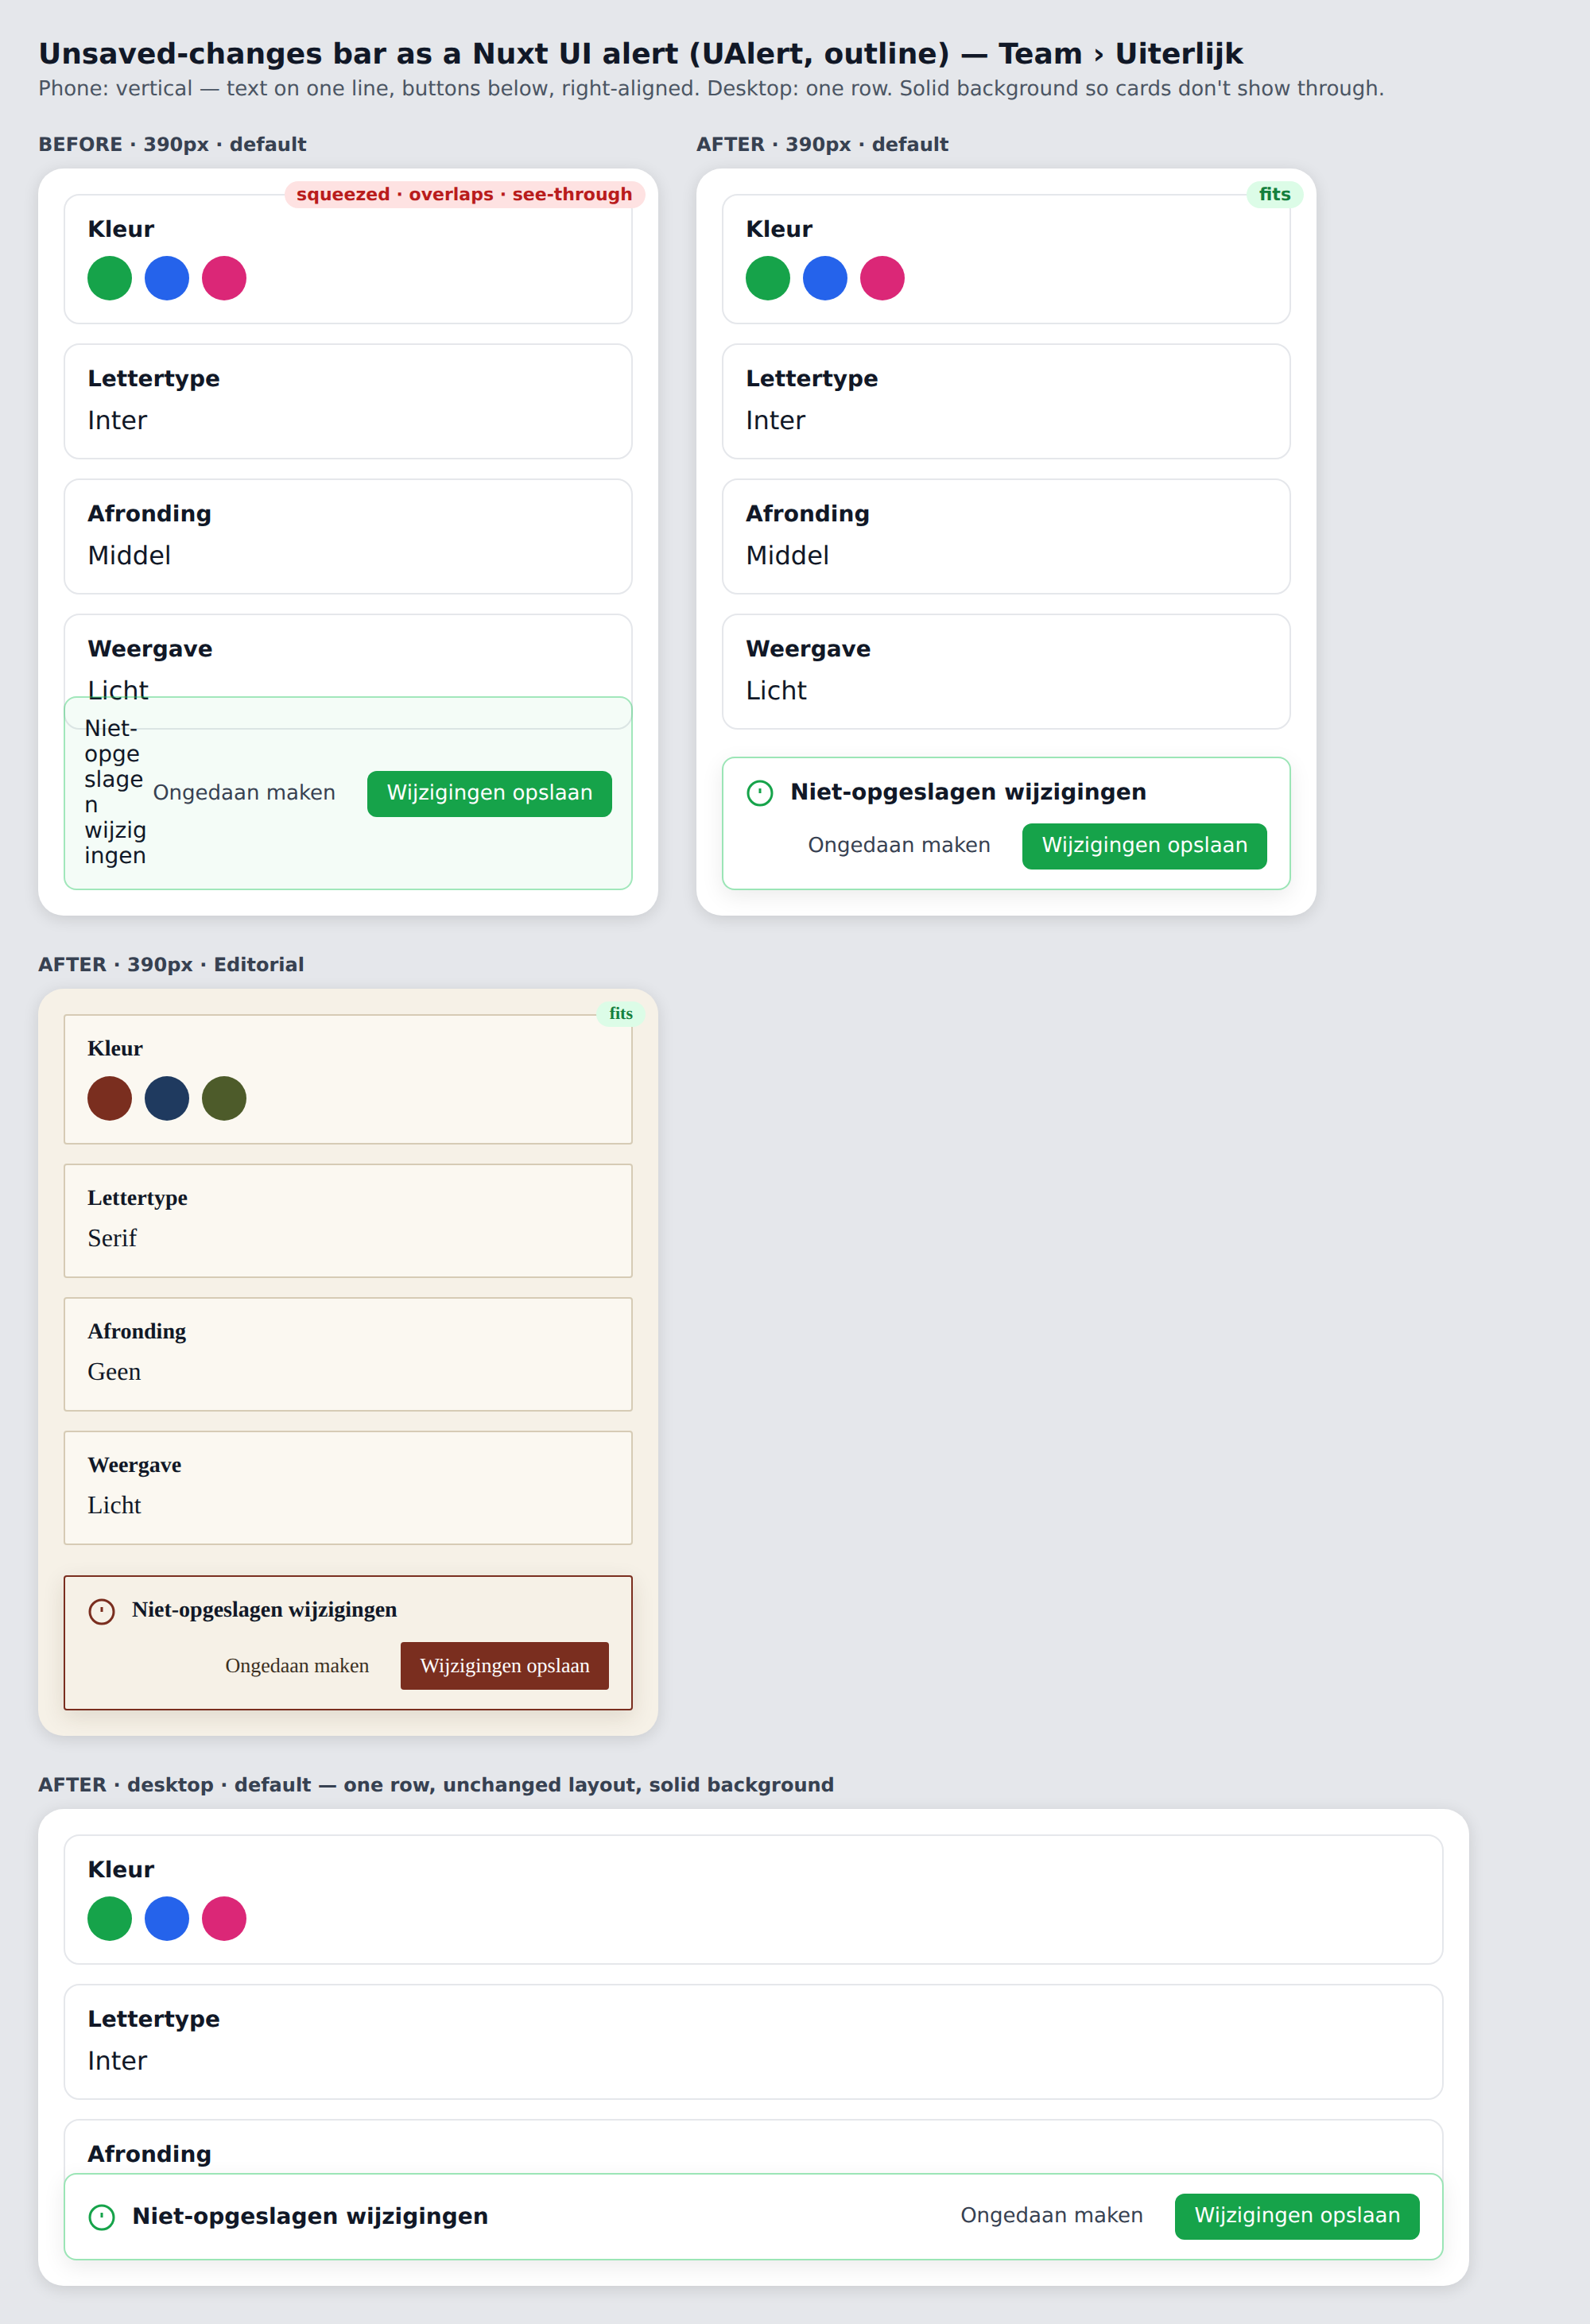 Unsaved-changes bar as a Nuxt UI alert (UAlert, outline) — Team › Uiterlijk
Phone: vertical — text on one line, buttons below, right-aligned. Desktop: one row. Solid background so cards don't show through.
BEFORE · 390px · default
squeezed · overlaps · see-through
Kleur
Lettertype
Inter
Afronding
Middel
Weergave
Licht
Niet-
opge
slage
n
wijzig
ingen
Ongedaan maken
Wijzigingen opslaan
AFTER · 390px · default
fits
Kleur
Lettertype
Inter
Afronding
Middel
Weergave
Licht
Niet-opgeslagen wijzigingen
Ongedaan maken
Wijzigingen opslaan
AFTER · 390px · Editorial
fits
Kleur
Lettertype
Serif
Afronding
Geen
Weergave
Licht
Niet-opgeslagen wijzigingen
Ongedaan maken
Wijzigingen opslaan
AFTER · desktop · default — one row, unchanged layout, solid background
Kleur
Lettertype
Inter
Afronding
Niet-opgeslagen wijzigingen
Ongedaan maken
Wijzigingen opslaan